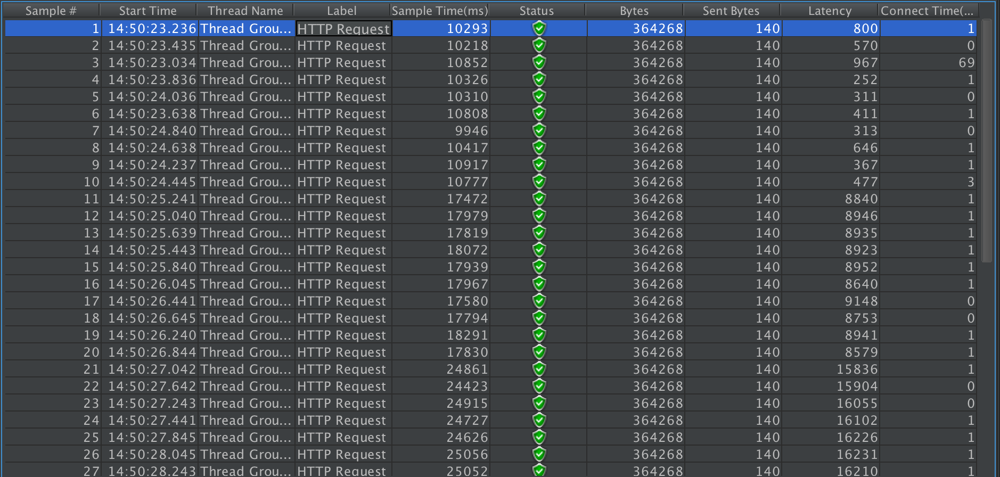 Sample # Start Time Thread Name Label Sample Time(ms) Status Bytes Sent Bytes Latency Connect Time(...
1 14:50:23.236 Thread Grou... HTTP Request 10293 364268 140 800 1
2 14:50:23.435 Thread Grou... HTTP Request 10218 364268 140 570 0
3 14:50:23.034 Thread Grou... HTTP Request 10852 364268 140 967 69
4 14:50:23.836 Thread Grou... HTTP Request 10326 364268 140 252 1
5 14:50:24.036 Thread Grou... HTTP Request 10310 364268 140 311 0
6 14:50:23.638 Thread Grou... HTTP Request 10808 364268 140 411 1
7 14:50:24.840 Thread Grou... HTTP Request 9946 364268 140 313 0
8 14:50:24.638 Thread Grou... HTTP Request 10417 364268 140 646 1
9 14:50:24.237 Thread Grou... HTTP Request 10917 364268 140 367 1
10 14:50:24.445 Thread Grou... HTTP Request 10777 364268 140 477 3
11 14:50:25.241 Thread Grou... HTTP Request 17472 364268 140 8840 1
12 14:50:25.040 Thread Grou... HTTP Request 17979 364268 140 8946 1
13 14:50:25.639 Thread Grou... HTTP Request 17819 364268 140 8935 1
14 14:50:25.443 Thread Grou... HTTP Request 18072 364268 140 8923 1
15 14:50:25.840 Thread Grou... HTTP Request 17939 364268 140 8952 1
16 14:50:26.045 Thread Grou... HTTP Request 17967 364268 140 8640 1
17 14:50:26.441 Thread Grou... HTTP Request 17580 364268 140 9148 0
18 14:50:26.645 Thread Grou... HTTP Request 17794 364268 140 8753 0
19 14:50:26.240 Thread Grou... HTTP Request 18291 364268 140 8941 1
20 14:50:26.844 Thread Grou... HTTP Request 17830 364268 140 8579 1
21 14:50:27.042 Thread Grou... HTTP Request 24861 364268 140 15836 1
22 14:50:27.642 Thread Grou... HTTP Request 24423 364268 140 15904 0
23 14:50:27.243 Thread Grou... HTTP Request 24915 364268 140 16055 0
24 14:50:27.441 Thread Grou... HTTP Request 24727 364268 140 16102 1
25 14:50:27.845 Thread Grou... HTTP Request 24626 364268 140 16226 1
26 14:50:28.045 Thread Grou... HTTP Request 25056 364268 140 16231 1
27 14:50:28.243 Thread Grou... HTTP Request 25052 364268 140 16210 1